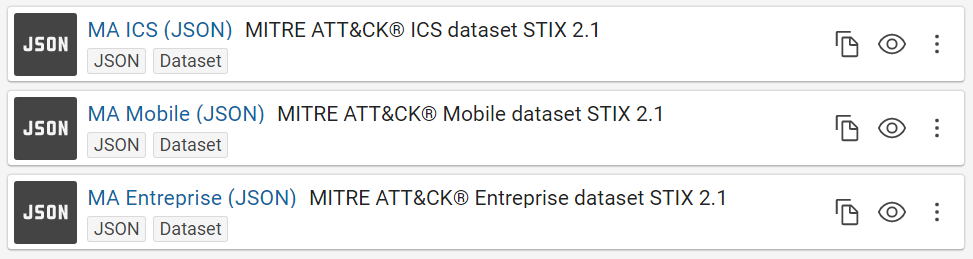 JSON
MA ICS (JSON) MITRE ATT&CK® ICS dataset STIX 2.1
JSON Dataset
JSON
MA Mobile (JSON) MITRE ATT&CK® Mobile dataset STIX 2.1
JSON Dataset
JSON
MA Entreprise (JSON) MITRE ATT&CK® Entreprise dataset STIX 2.1
JSON Dataset